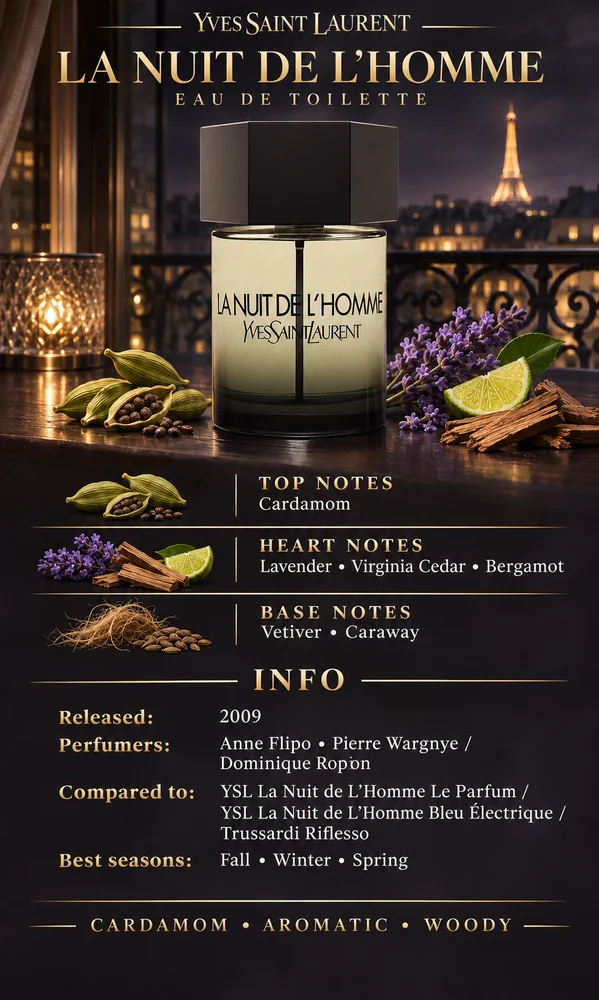 YVES SAINT LAURENT
LA NUIT DE L'HOMME
EAU DE TOILETTE
LA NUIT DE L'HOMME
YVESSAINTLAURENT
TOP NOTES
Cardamom
HEART NOTES
Lavender • Virginia Cedar • Bergamot
BASE NOTES
Vetiver • Caraway
INFO
Released: 2009
Perfumers: Anne Flipo • Pierre Wargnye /
Dominique Ropion
Compared to: YSL La Nuit de L'Homme Le Parfum /
YSL La Nuit de L'Homme Bleu Électrique /
Trussardi Riflesso
Best seasons: Fall • Winter • Spring
CARDAMOM • AROMATIC • WOODY